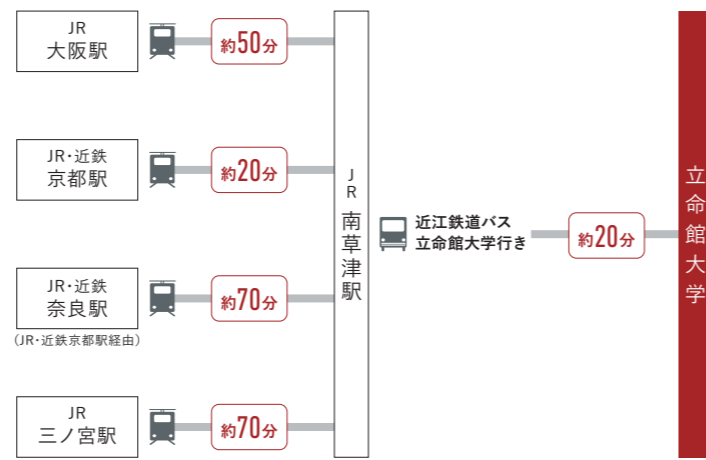 JR
大阪駅
約50分
JR・近鉄
京都駅
約20分
JR・近鉄
奈良駅
(JR・近鉄京都駅経由)
約70分
JR
三ノ宮駅
約70分
JR 南草津駅
近江鉄道バス
立命館大学行き
約20分
立命館大学